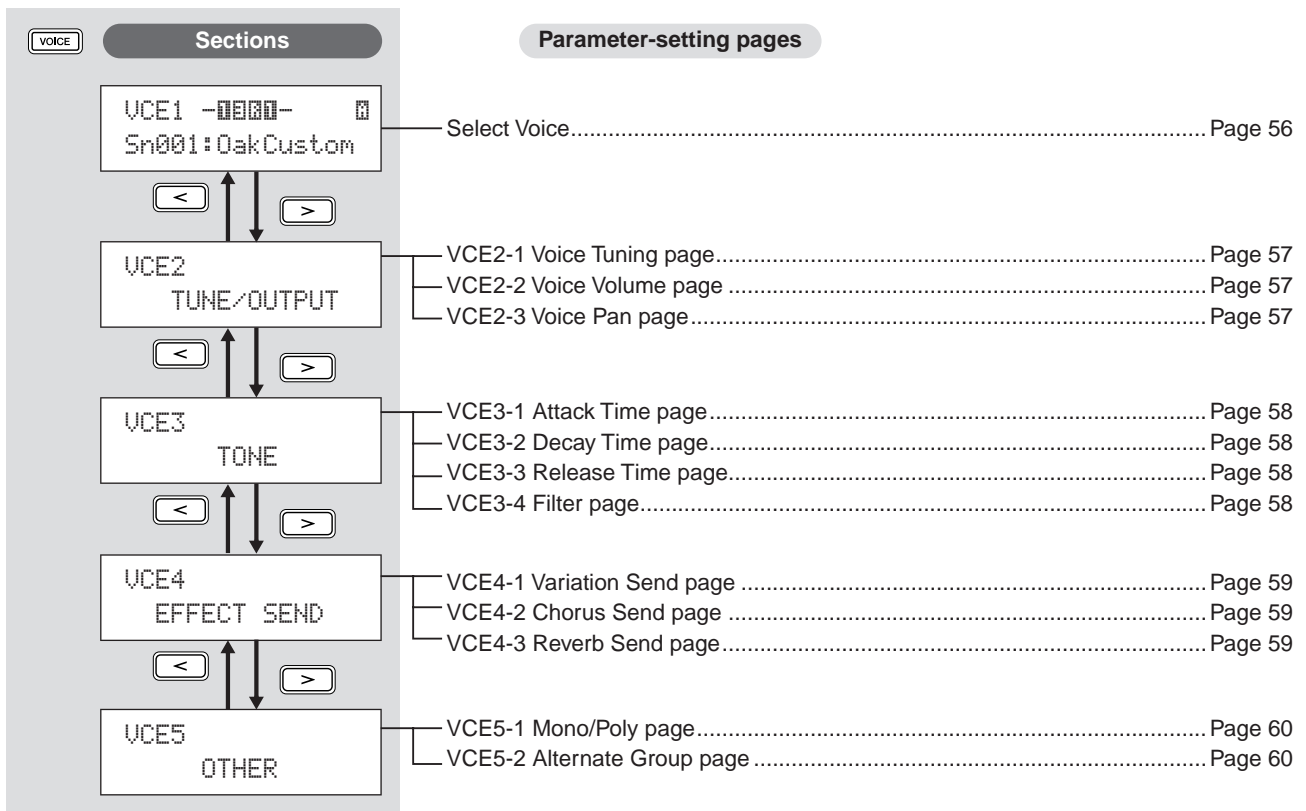 VOICE Sections Parameter-setting pages
VCE1
Sn001:OakCustom
Select Voice Page 56
<
>
VCE2
TUNE/OUTPUT
VCE2-1 Voice Tuning page Page 57
VCE2-2 Voice Volume page Page 57
VCE2-3 Voice Pan page Page 57
<
>
VCE3
TONE
VCE3-1 Attack Time page Page 58
VCE3-2 Decay Time page Page 58
VCE3-3 Release Time page Page 58
VCE3-4 Filter page Page 58
<
>
VCE4
EFFECT SEND
VCE4-1 Variation Send page Page 59
VCE4-2 Chorus Send page Page 59
VCE4-3 Reverb Send page Page 59
<
>
VCE5
OTHER
VCE5-1 Mono/Poly page Page 60
VCE5-2 Alternate Group page Page 60